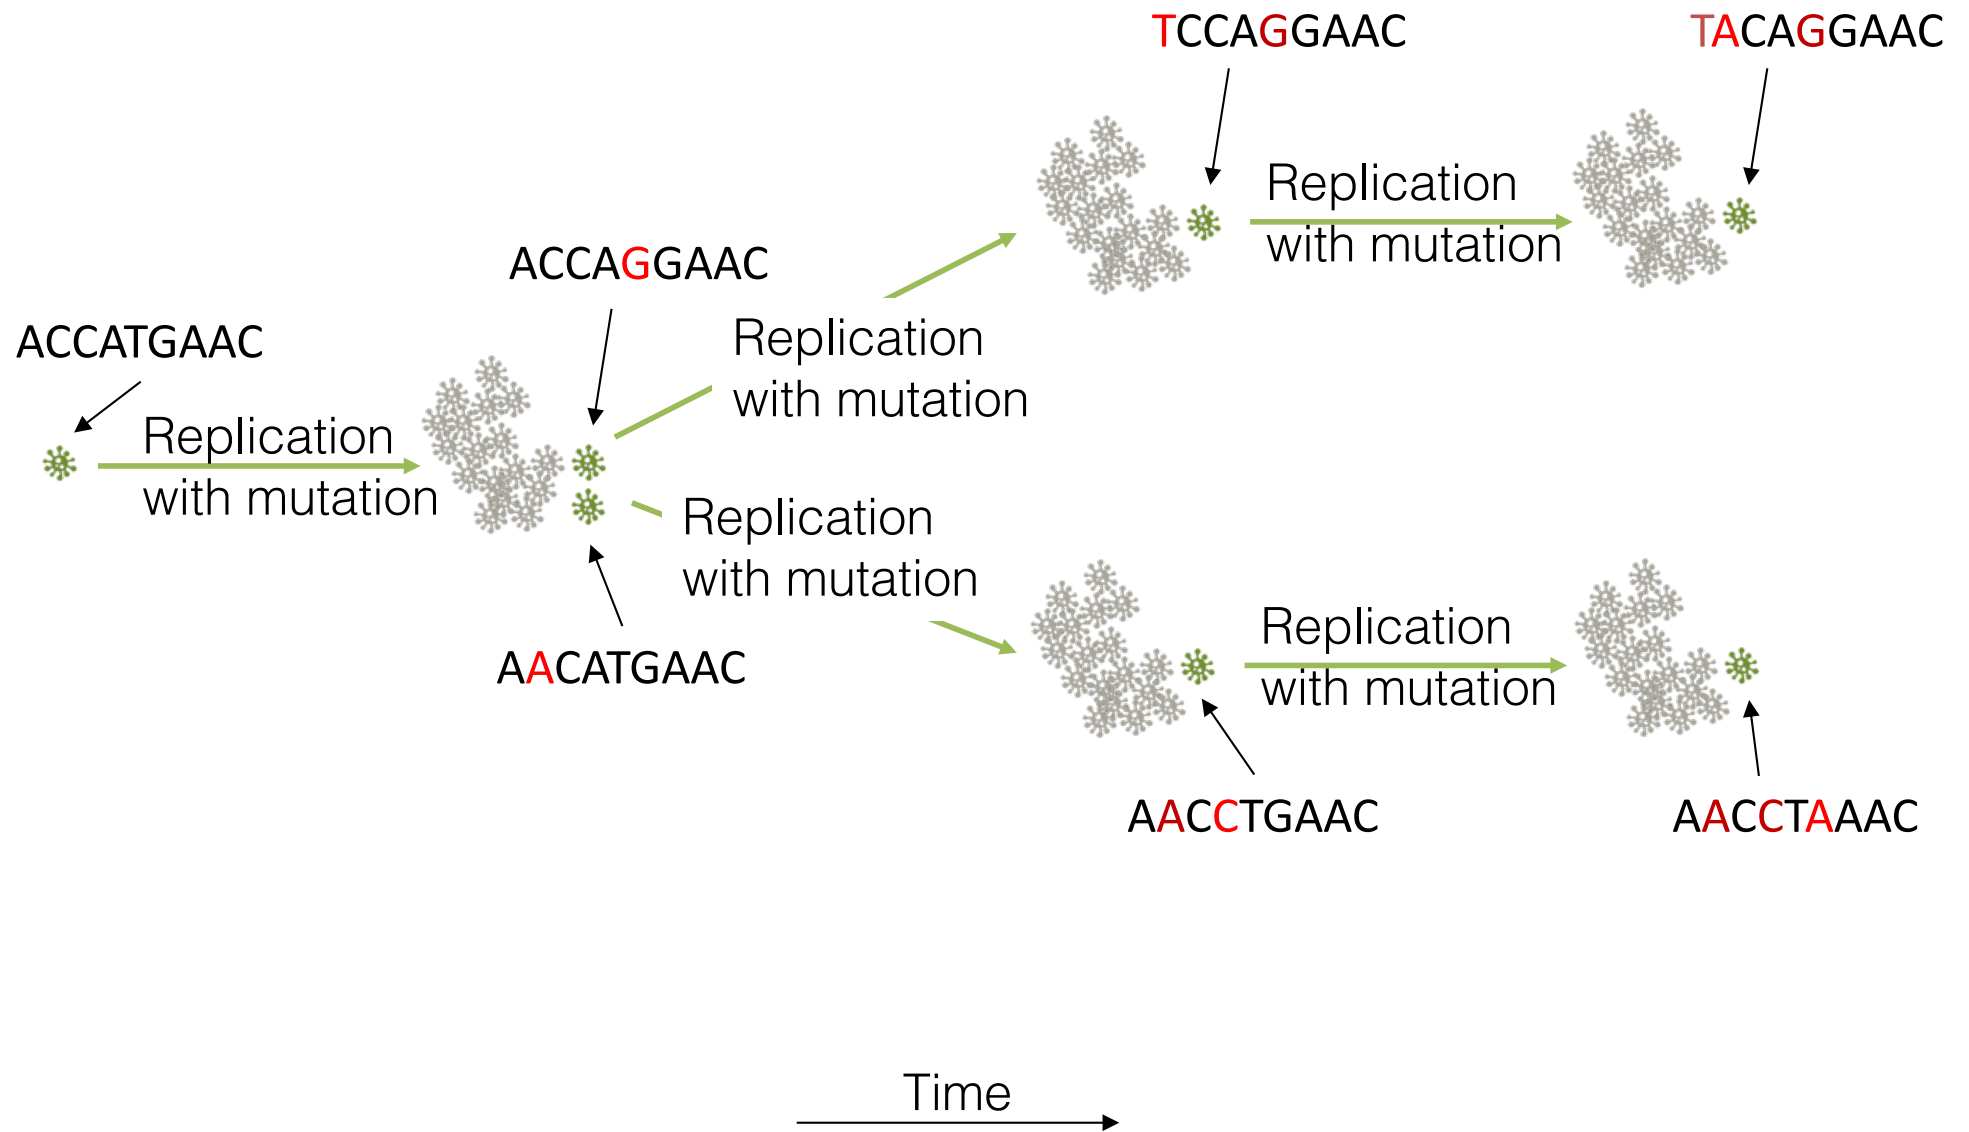 TCCAGGAAC
TACAGGAAC
Replication
with mutation
ACCAGGAAC
ACCATGAAC
Replication
with mutation
Replication
with mutation
Replication
with mutation
AACATGAAC
Replication
with mutation
AACCTGAAC
AACCTAAAC
Time